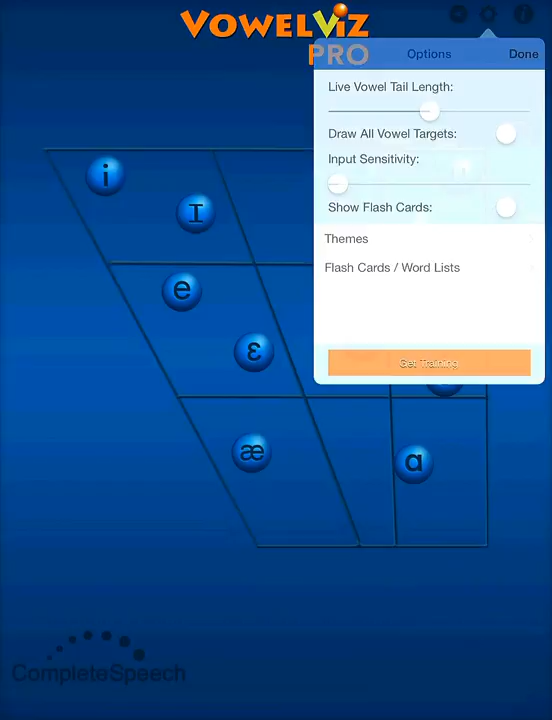 VOWELVIZ
PRO
Options
Done
Live Vowel Tail Length:
Draw All Vowel Targets:
Input Sensitivity:
Show Flash Cards:
Themes
Flash Cards / Word Lists
Get Training
i
ɪ
e
ɛ
æ
ɑ
CompleteSpeech